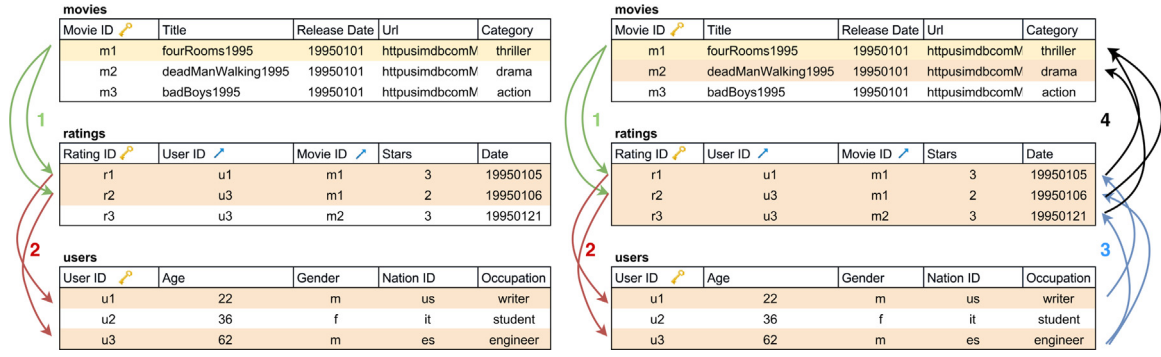 movies
Movie ID Title Release Date Url Category
m1 fourRooms1995 19950101 httpusimdbcomM thriller
m2 deadManWalking1995 19950101 httpusimdbcomM drama
m3 badBoys1995 19950101 httpusimdbcomM action
1
ratings
Rating ID User ID Movie ID Stars Date
r1 u1 m1 3 19950105
r2 u3 m1 2 19950106
r3 u3 m2 3 19950121
2
users
User ID Age Gender Nation ID Occupation
u1 22 m us writer
u2 36 f it student
u3 62 m es engineer
movies
Movie ID Title Release Date Url Category
m1 fourRooms1995 19950101 httpusimdbcomM thriller
m2 deadManWalking1995 19950101 httpusimdbcomM drama
m3 badBoys1995 19950101 httpusimdbcomM action
1 4
ratings
Rating ID User ID Movie ID Stars Date
r1 u1 m1 3 19950105
r2 u3 m1 2 19950106
r3 u3 m2 3 19950121
2 3
users
User ID Age Gender Nation ID Occupation
u1 22 m us writer
u2 36 f it student
u3 62 m es engineer